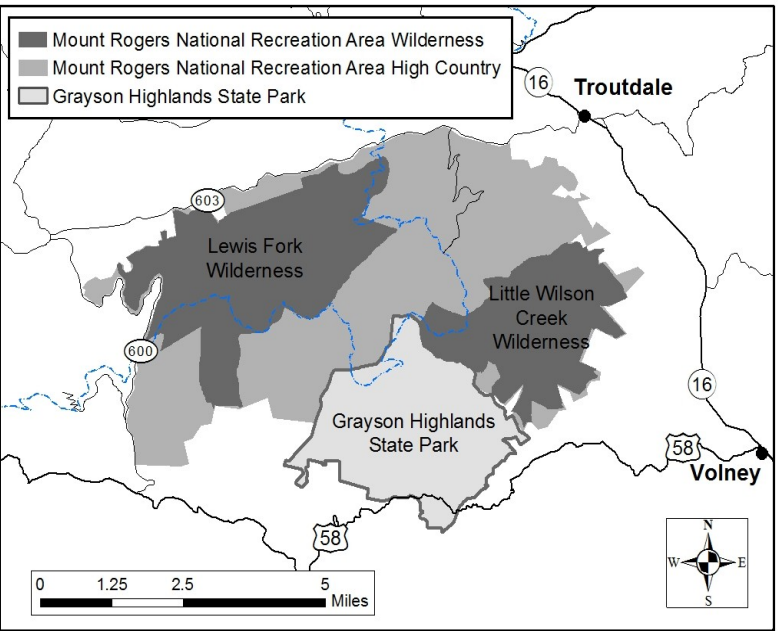 Mount Rogers National Recreation Area Wilderness
Mount Rogers National Recreation Area High Country
Grayson Highlands State Park
16
Troutdale
603
Lewis Fork
Wilderness
Little Wilson
Creek
Wilderness
600
16
Grayson Highlands
State Park
58
Volney
58
N
W E
S
0 1.25 2.5 5
Miles